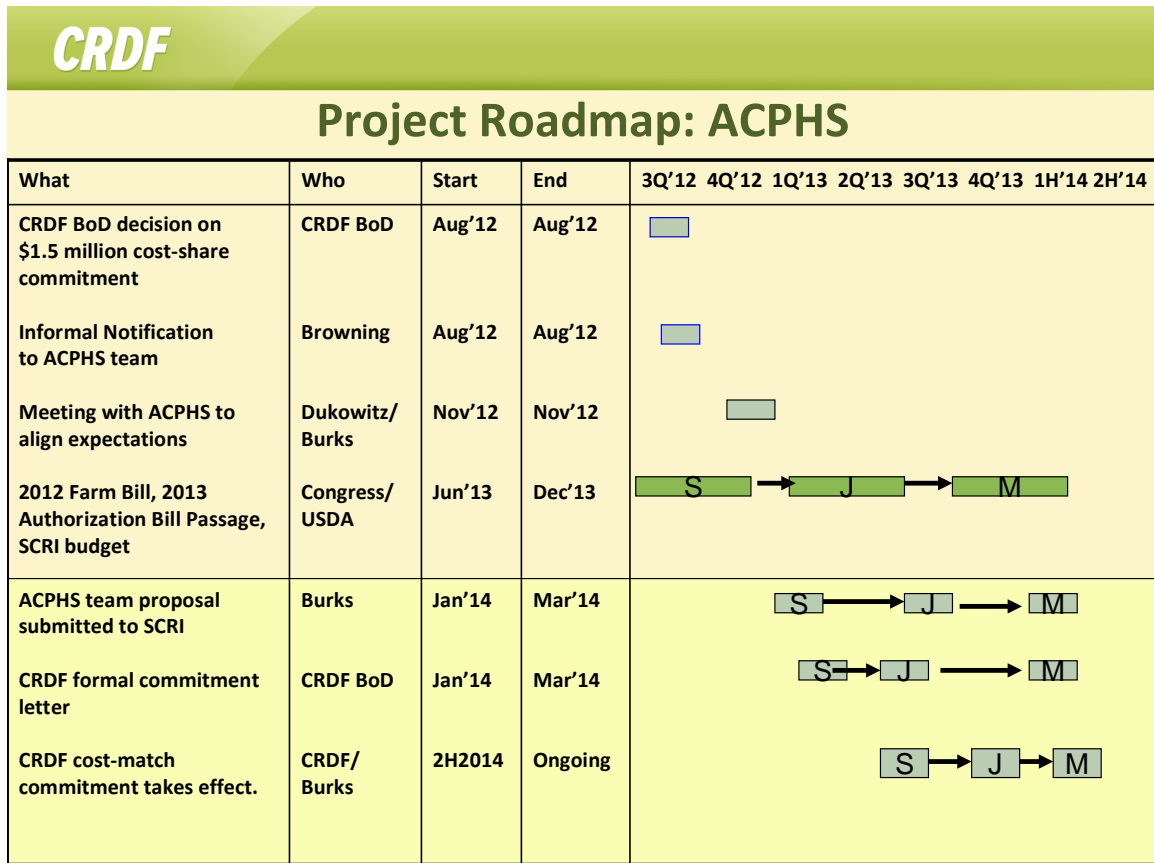 CRDF
Project Roadmap: ACPHS
What Who Start End 3Q’12 4Q’12 1Q’13 2Q’13 3Q’13 4Q’13 1H’14 2H’14
CRDF BoD decision on CRDF BoD Aug’12 Aug’12
$1.5 million cost-share
commitment
Informal Notification Browning Aug’12 Aug’12
to ACPHS team
Meeting with ACPHS to Dukowitz/ Nov’12 Nov’12
align expectations Burks
2012 Farm Bill, 2013 Congress/ Jun’13 Dec’13 S J M
Authorization Bill Passage, USDA
SCRI budget
ACPHS team proposal Burks Jan’14 Mar’14 S J M
submitted to SCRI
CRDF formal commitment CRDF BoD Jan’14 Mar’14 S J M
letter
CRDF cost-match CRDF/ 2H2014 Ongoing S J M
commitment takes effect. Burks